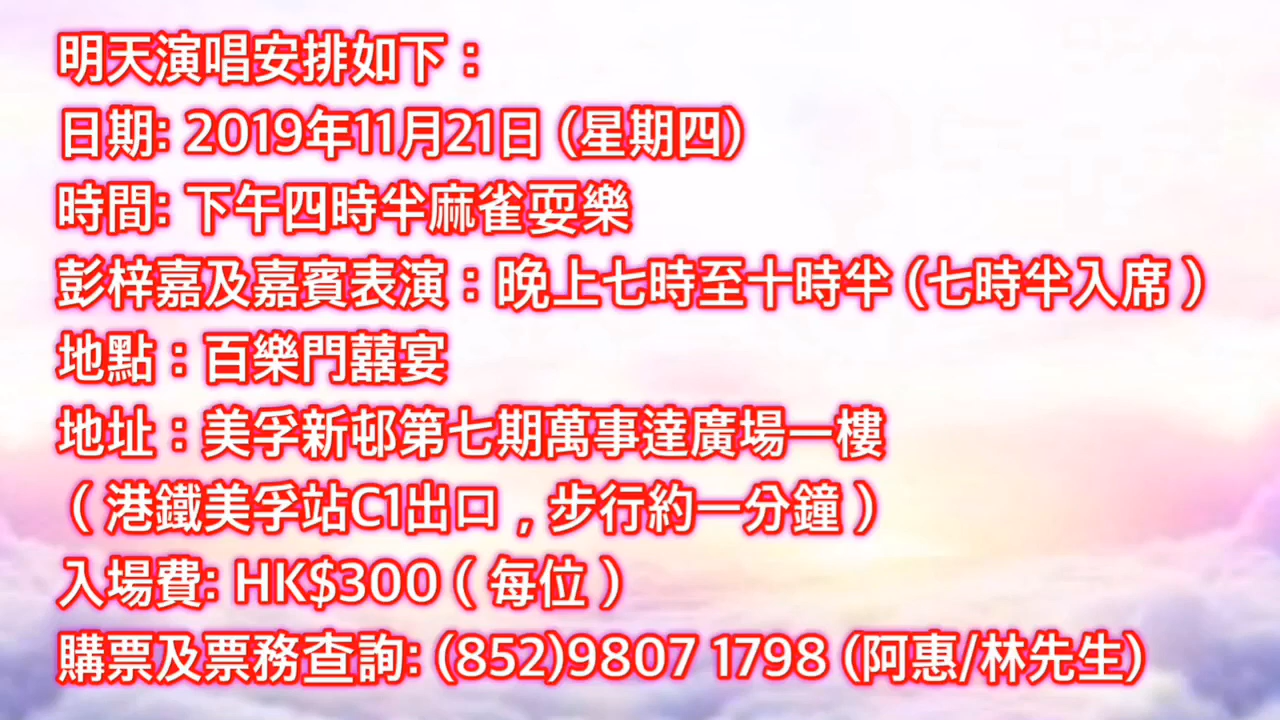 明天演唱安排如下：
日期: 2019年11月21日 (星期四)
時間: 下午四時半麻雀耍樂
彭梓嘉及嘉賓表演：晚上七時至十時半 (七時半入席 )
地點：百樂門囍宴
地址：美孚新邨第七期萬事達廣場一樓
（ 港鐵美孚站C1出口，步行約一分鐘 ）
入場費: HK$300（ 每位 ）
購票及票務查詢: (852)9807 1798 (阿惠/林先生)